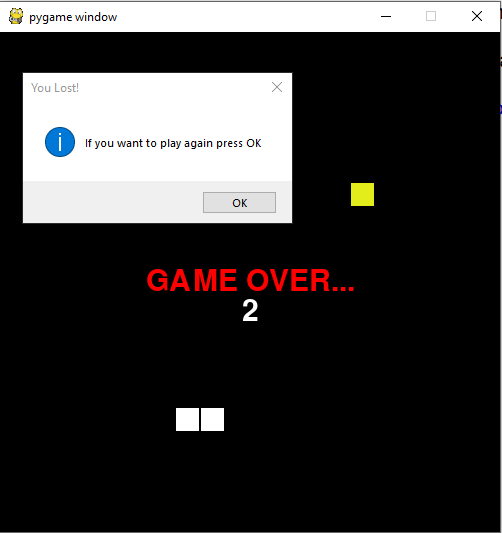 pygame window
You Lost!
If you want to play again press OK
OK
GAME OVER...
2